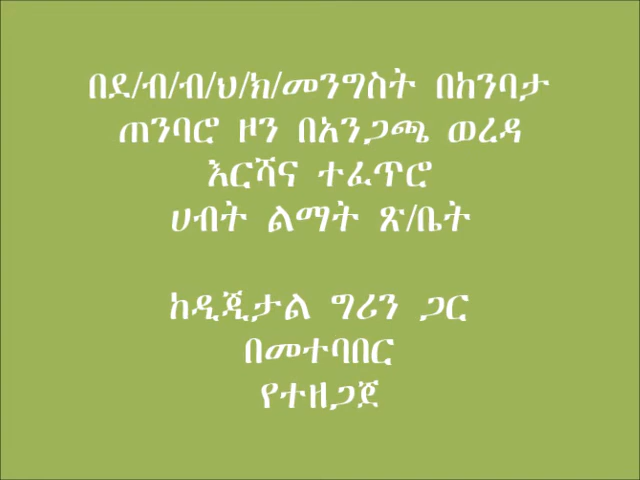 በደ/ብ/ብ/ህ/ክ/መንግስት በከንባታ
ጠንባሮ ዞን በአንጋጫ ወረዳ
እርሻና ተፈጥሮ
ሀብት ልማት ጽ/ቤት
ከዲጂታል ግሪን ጋር
በመተባበር
የተዘጋጀ